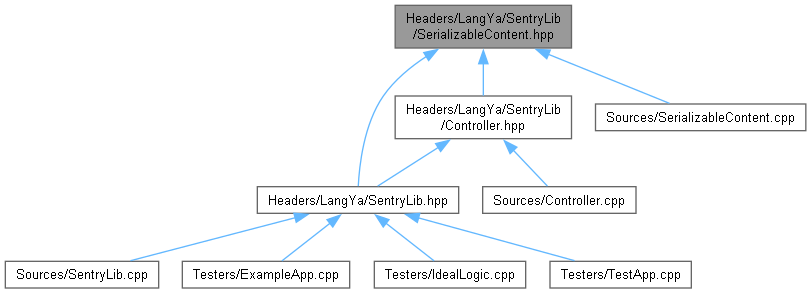 Headers/LangYa/SentryLib
/SerializableContent.hpp
Headers/LangYa/SentryLib
/Controller.hpp
Sources/SerializableContent.cpp
Headers/LangYa/SentryLib.hpp
Sources/Controller.cpp
Sources/SentryLib.cpp
Testers/ExampleApp.cpp
Testers/IdealLogic.cpp
Testers/TestApp.cpp